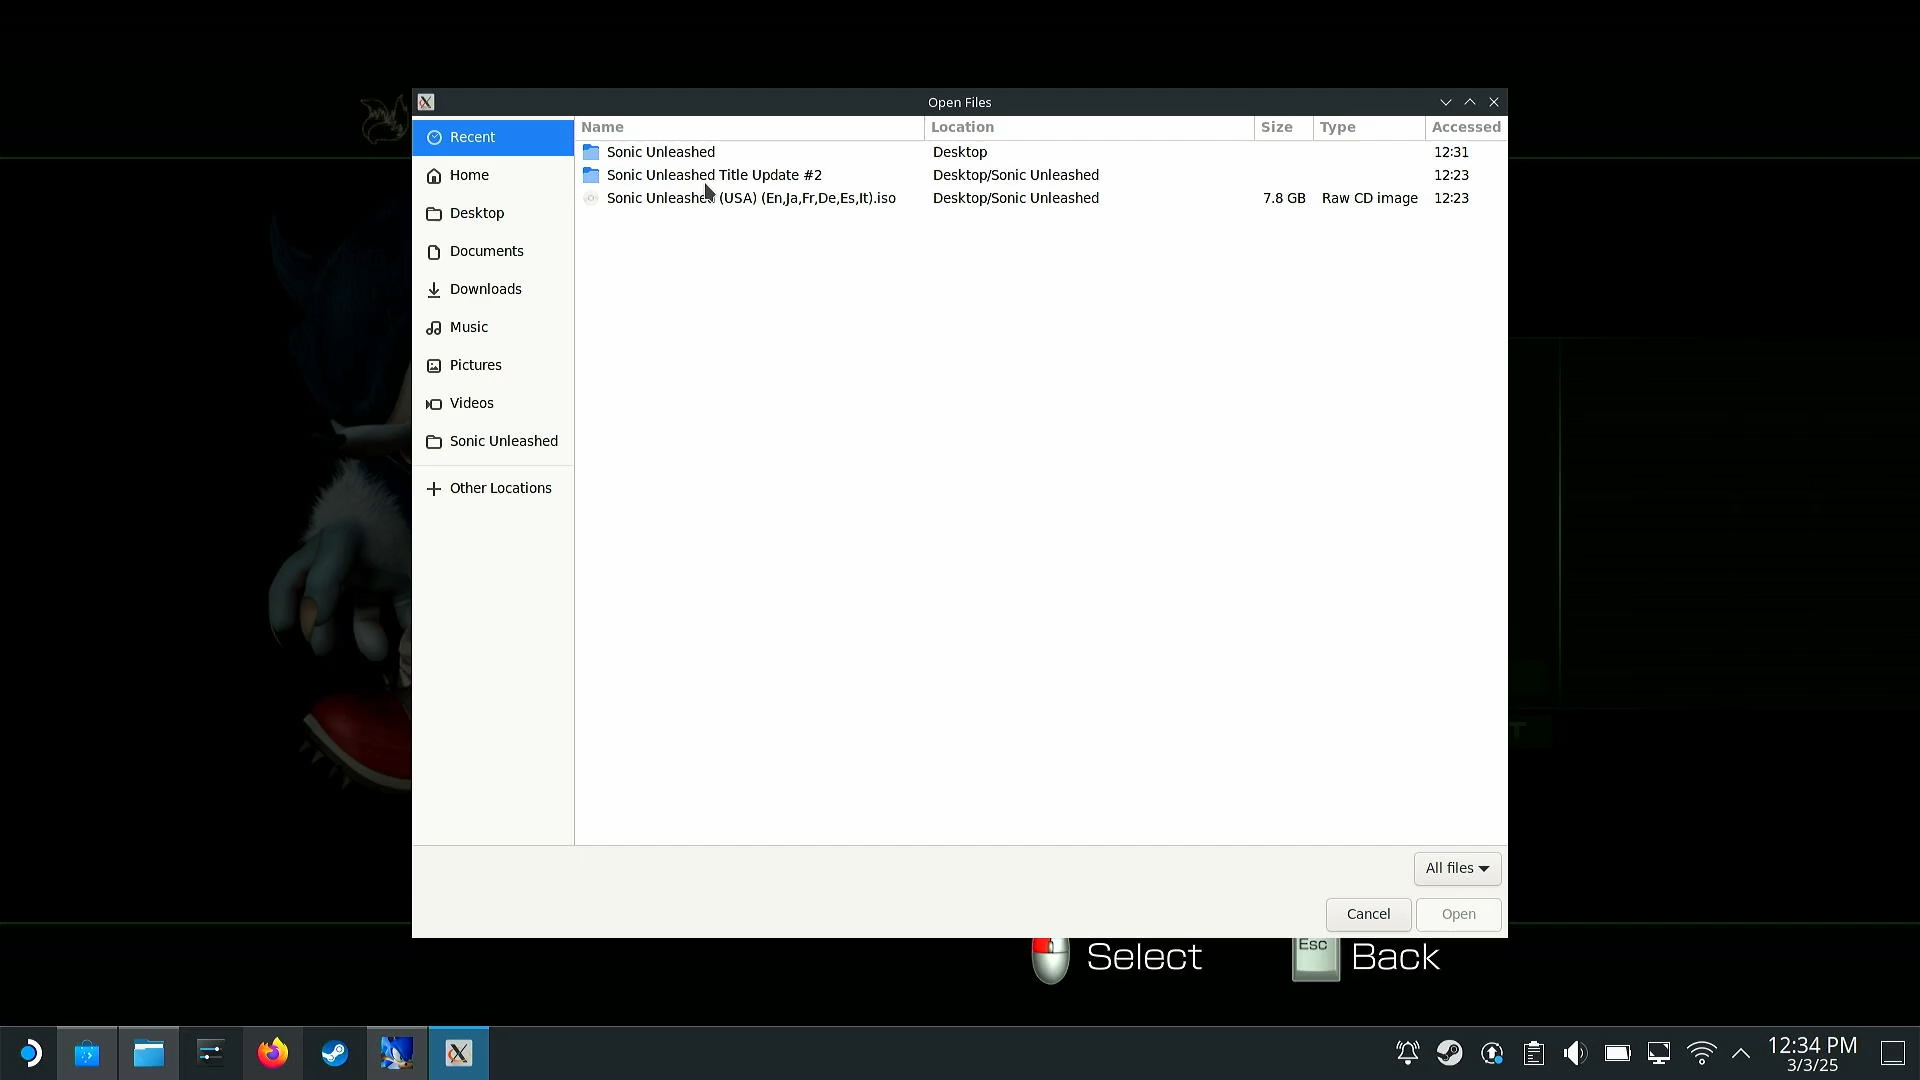 Open Files
Recent
Home
Desktop
Documents
Downloads
Music
Pictures
Videos
Sonic Unleashed
Other Locations
Name Location Size Type Accessed
Sonic Unleashed Desktop 12:31
Sonic Unleashed Title Update #2 Desktop/Sonic Unleashed 12:23
Sonic Unleashed (USA) (En,Ja,Fr,De,Es,It).iso Desktop/Sonic Unleashed 7.8 GB Raw CD image 12:23
All files
Cancel Open
Select Esc Back
12:34 PM
3/3/25